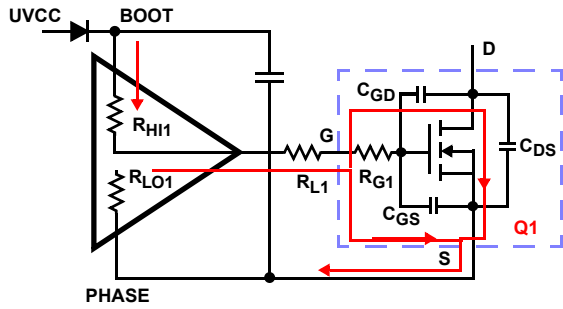 UVCC
BOOT
D
CGD
RHI1
G
CDS
RLO1
RL1
RG1
CGS
Q1
S
PHASE